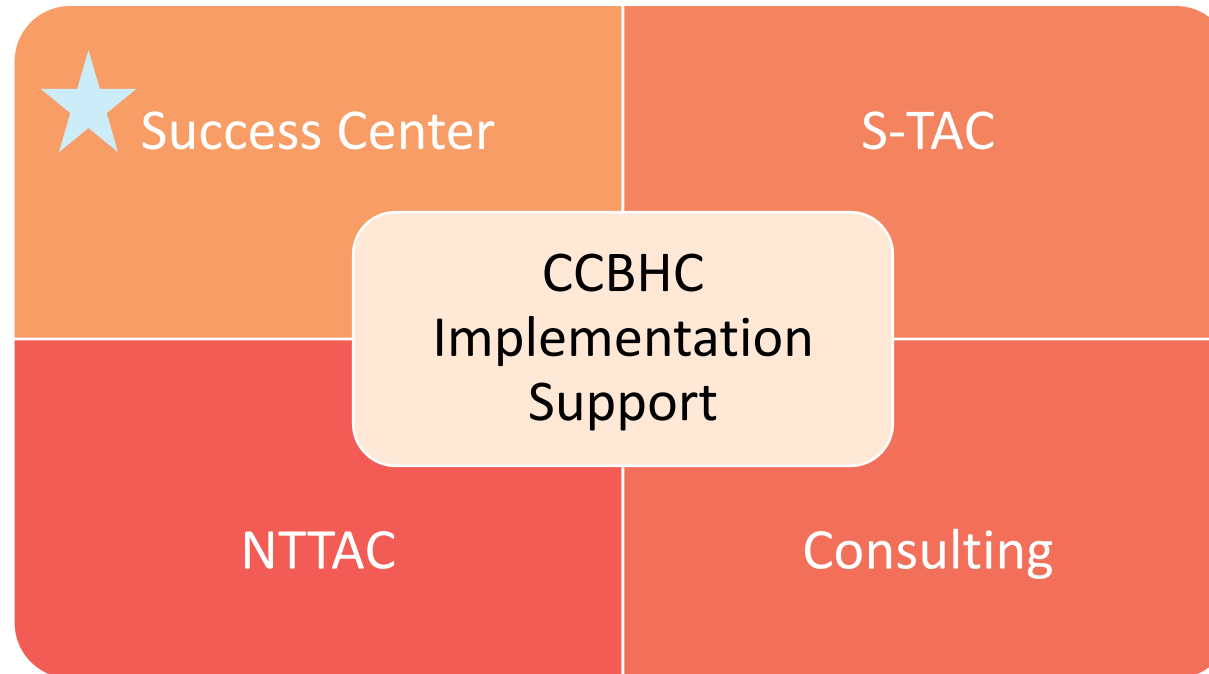 Success Center
S-TAC
CCBHC
Implementation
Support
NTTAC
Consulting